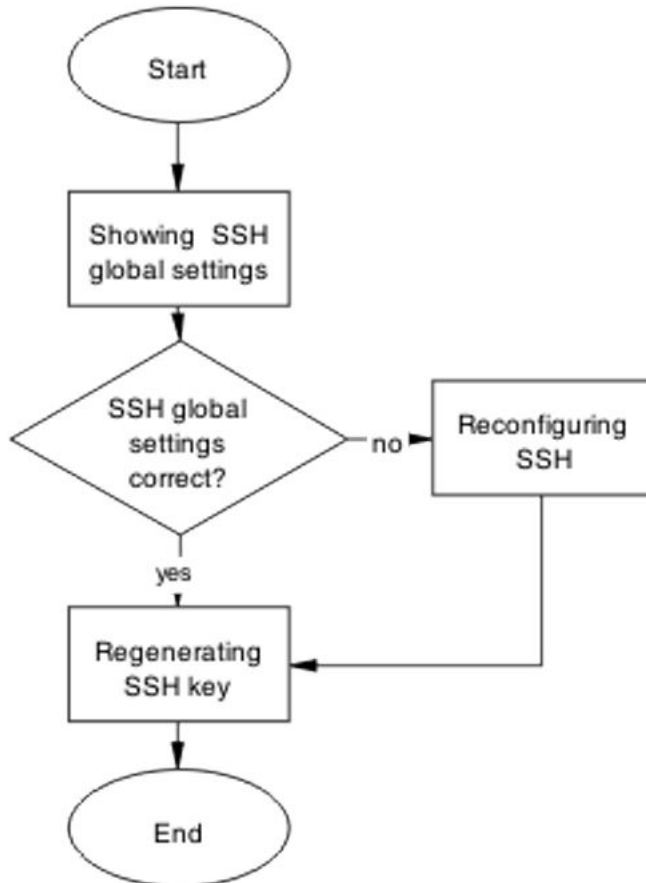 Start
Showing SSH
global settings
SSH global
settings
correct?
no
Reconfiguring
SSH
yes
Regenerating
SSH key
End